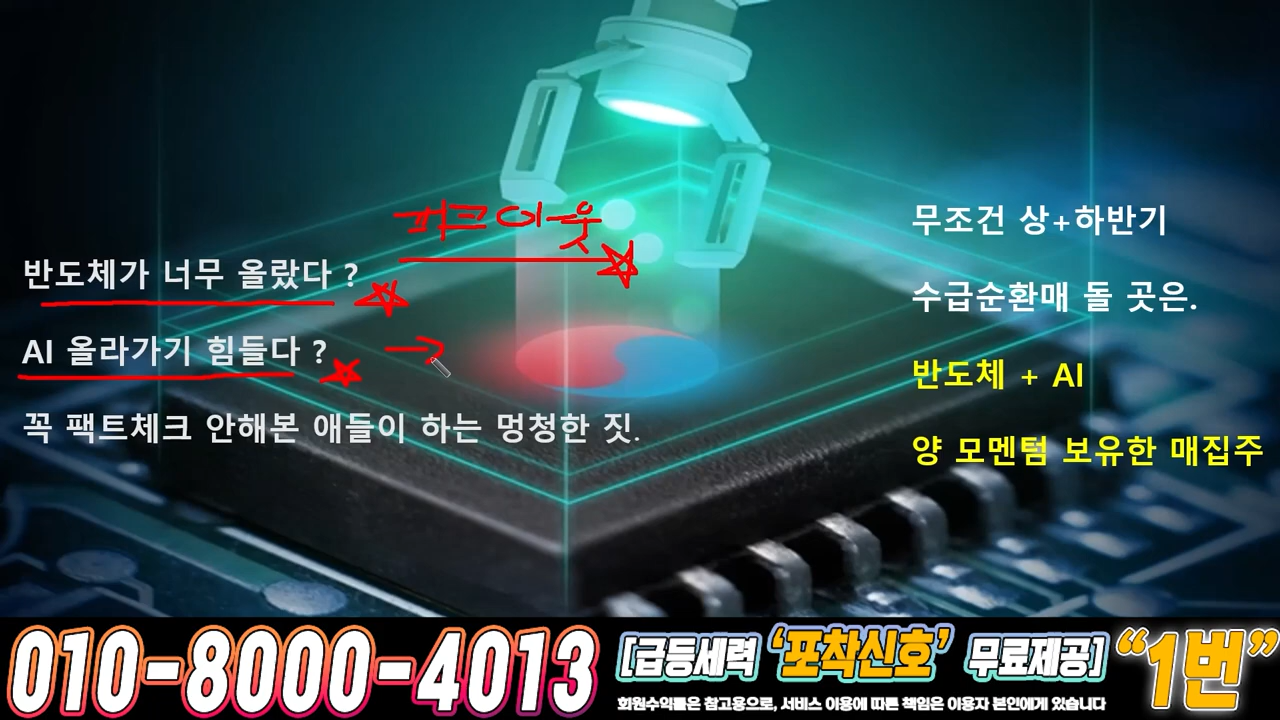 피크아웃
반도체가 너무 올랐다 ?
AI 올라가기 힘들다 ?
꼭 팩트체크 안해본 애들이 하는 멍청한 짓.
무조건 상+하반기
수급순환매 돌 곳은.
반도체 + AI
양 모멘텀 보유한 매집주
010-8000-4013
[급등세력 ‘포착신호’ 무료제공] “1번”
회원수익률은 참고용으로, 서비스 이용에 따른 책임은 이용자 본인에게 있습니다